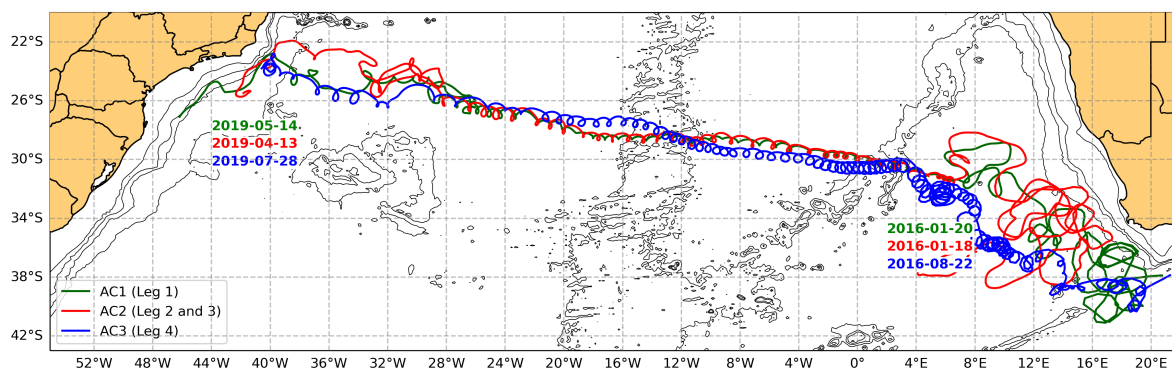 22°S
26°S
30°S
34°S
38°S
42°S
2019-05-14
2019-04-13
2019-07-28
2016-01-20
2016-01-18
2016-08-22
AC1 (Leg 1)
AC2 (Leg 2 and 3)
AC3 (Leg 4)
52°W 48°W 44°W 40°W 36°W 32°W 28°W 24°W 20°W 16°W 12°W 8°W 4°W 0° 4°E 8°E 12°E 16°E 20°E